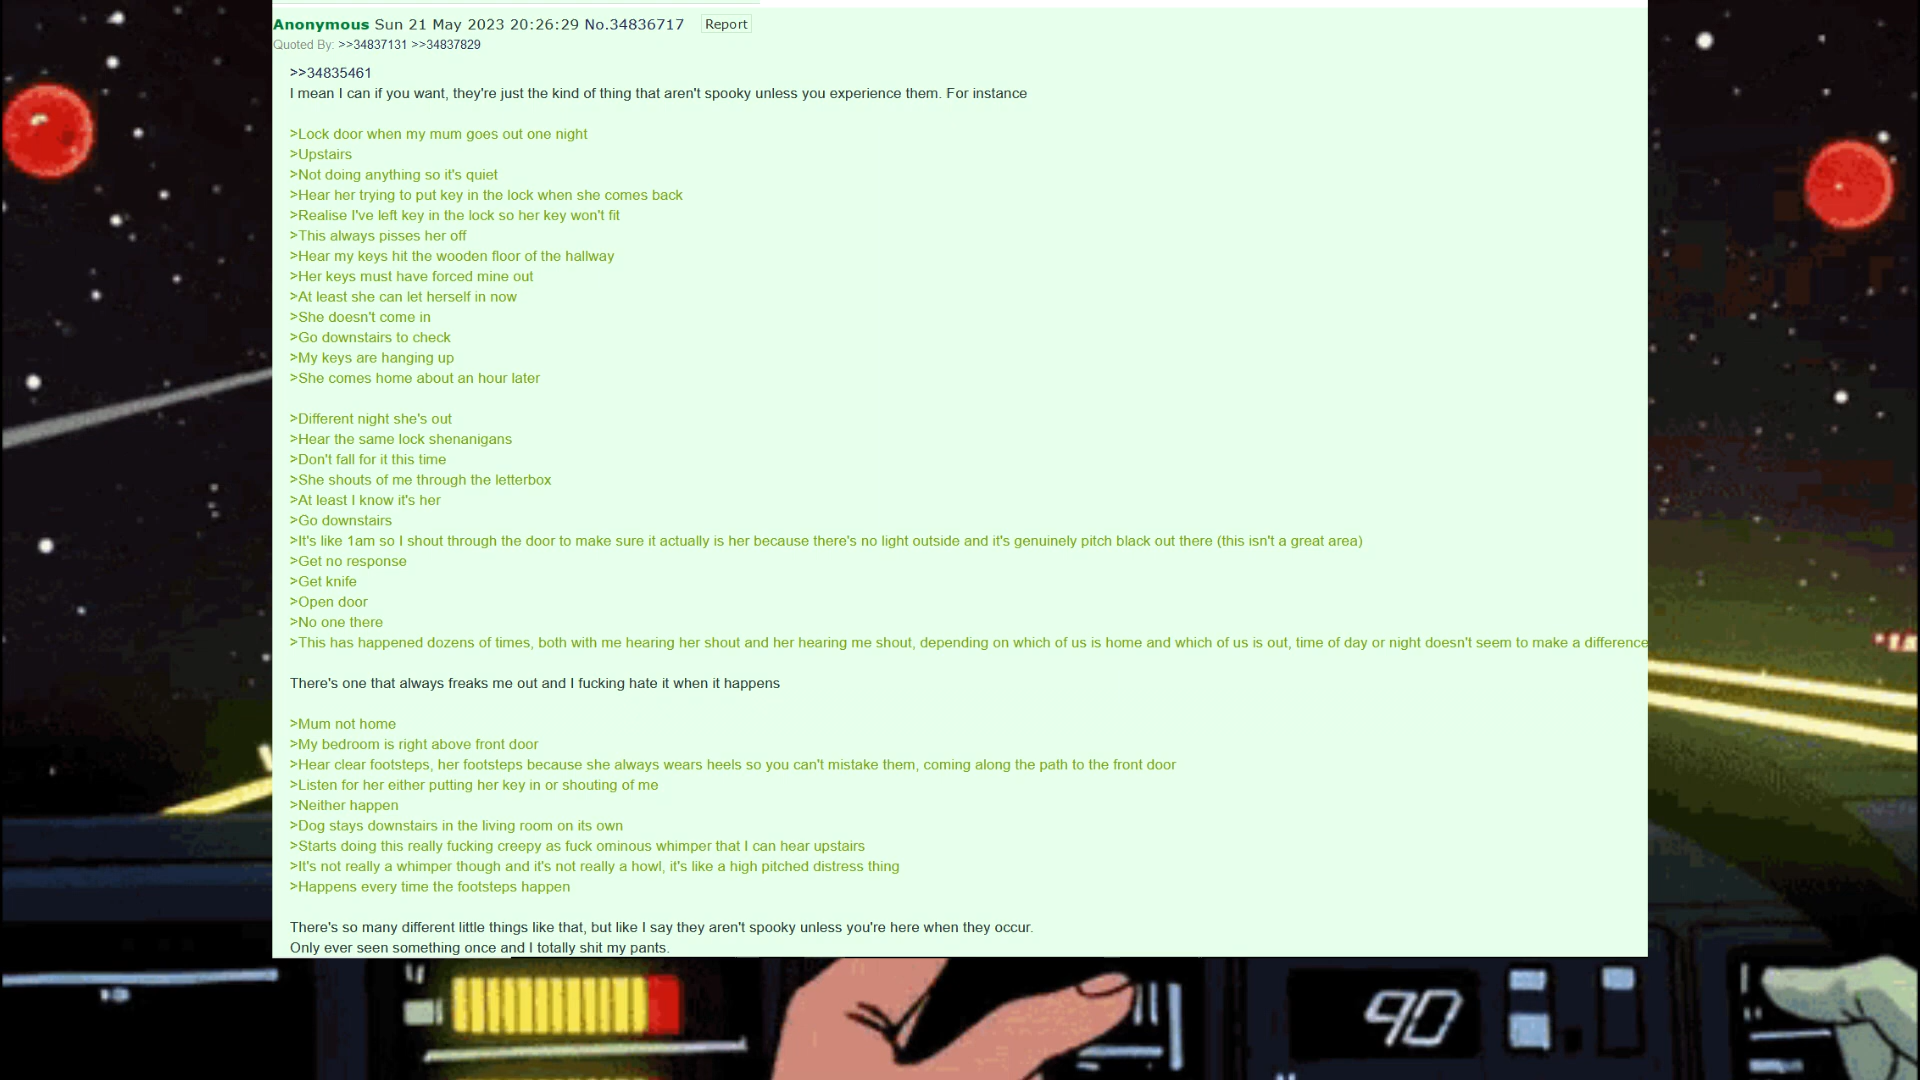 Anonymous Sun 21 May 2023 20:26:29 No.34836717 Report
Quoted By: >>34837131 >>34837829
>>34835461
I mean I can if you want, they're just the kind of thing that aren't spooky unless you experience them. For instance
>Lock door when my mum goes out one night
>Upstairs
>Not doing anything so it's quiet
>Hear her trying to put key in the lock when she comes back
>Realise I've left key in the lock so her key won't fit
>This always pisses her off
>Hear my keys hit the wooden floor of the hallway
>Her keys must have forced mine out
>At least she can let herself in now
>She doesn't come in
>Go downstairs to check
>My keys are hanging up
>She comes home about an hour later
>Different night she's out
>Hear the same lock shenanigans
>Don't fall for it this time
>She shouts of me through the letterbox
>At least I know it's her
>Go downstairs
>It's like 1am so I shout through the door to make sure it actually is her because there's no light outside and it's genuinely pitch black out there (this isn't a great area)
>Get no response
>Get knife
>Open door
>No one there
>This has happened dozens of times, both with me hearing her shout and her hearing me shout, depending on which of us is home and which of us is out, time of day or night doesn't seem to make a difference
There's one that always freaks me out and I fucking hate it when it happens
>Mum not home
>My bedroom is right above front door
>Hear clear footsteps, her footsteps because she always wears heels so you can't mistake them, coming along the path to the front door
>Listen for her either putting her key in or shouting of me
>Neither happen
>Dog stays downstairs in the living room on its own
>Starts doing this really fucking creepy as fuck ominous whimper that I can hear upstairs
>It's not really a whimper though and it's not really a howl, it's like a high pitched distress thing
>Happens every time the footsteps happen
There's so many different little things like that, but like I say they aren't spooky unless you're here when they occur.
Only ever seen something once and I totally shit my pants.
90